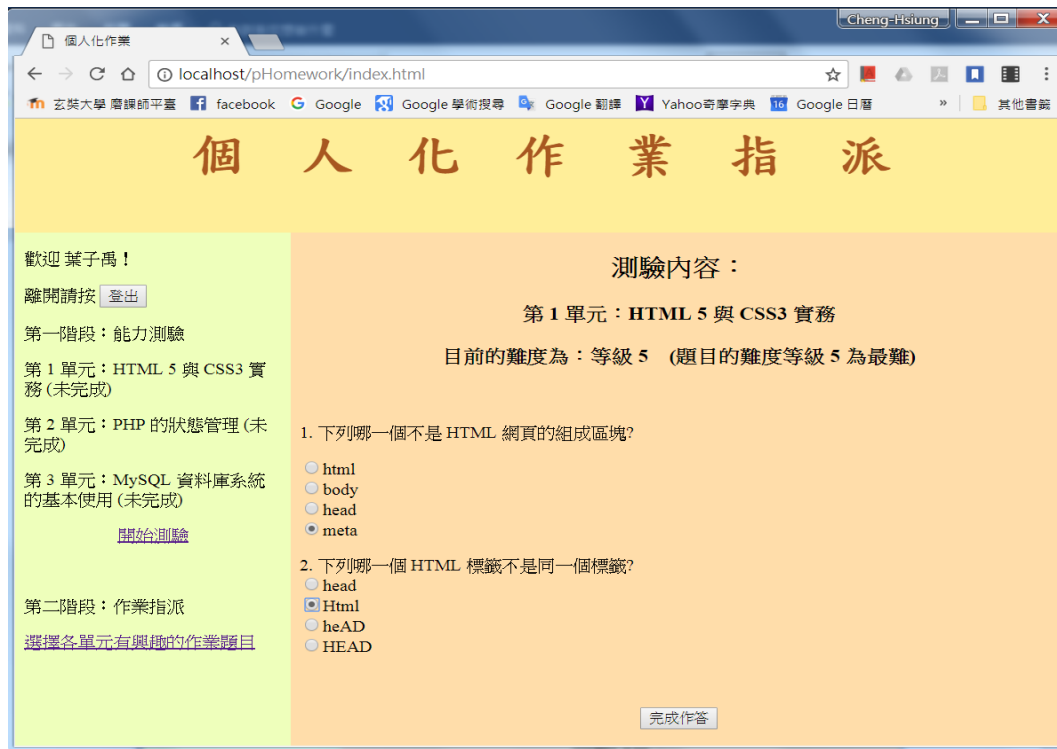 Cheng-Hsiung
個人化作業
localhost/pHomework/index.html
玄奘大學 磨課師平臺 facebook Google Google 學術搜尋 Google 翻譯 Yahoo奇摩字典 16 Google 日曆 » 其他書籤
個人化作業指派
歡迎 葉子禹！
離開請按 登出
第一階段：能力測驗
第 1 單元：HTML 5 與 CSS3 實
務 (未完成)
第 2 單元：PHP 的狀態管理 (未
完成)
第 3 單元：MySQL 資料庫系統
的基本使用 (未完成)
開始測驗
第二階段：作業指派
選擇各單元有興趣的作業題目
測驗內容：
第 1 單元：HTML 5 與 CSS3 實務
目前的難度為：等級 5 (題目的難度等級 5 為最難)
1. 下列哪一個不是 HTML 網頁的組成區塊?
html
body
head
meta
2. 下列哪一個 HTML 標籤不是同一個標籤?
head
Html
heAD
HEAD
完成作答